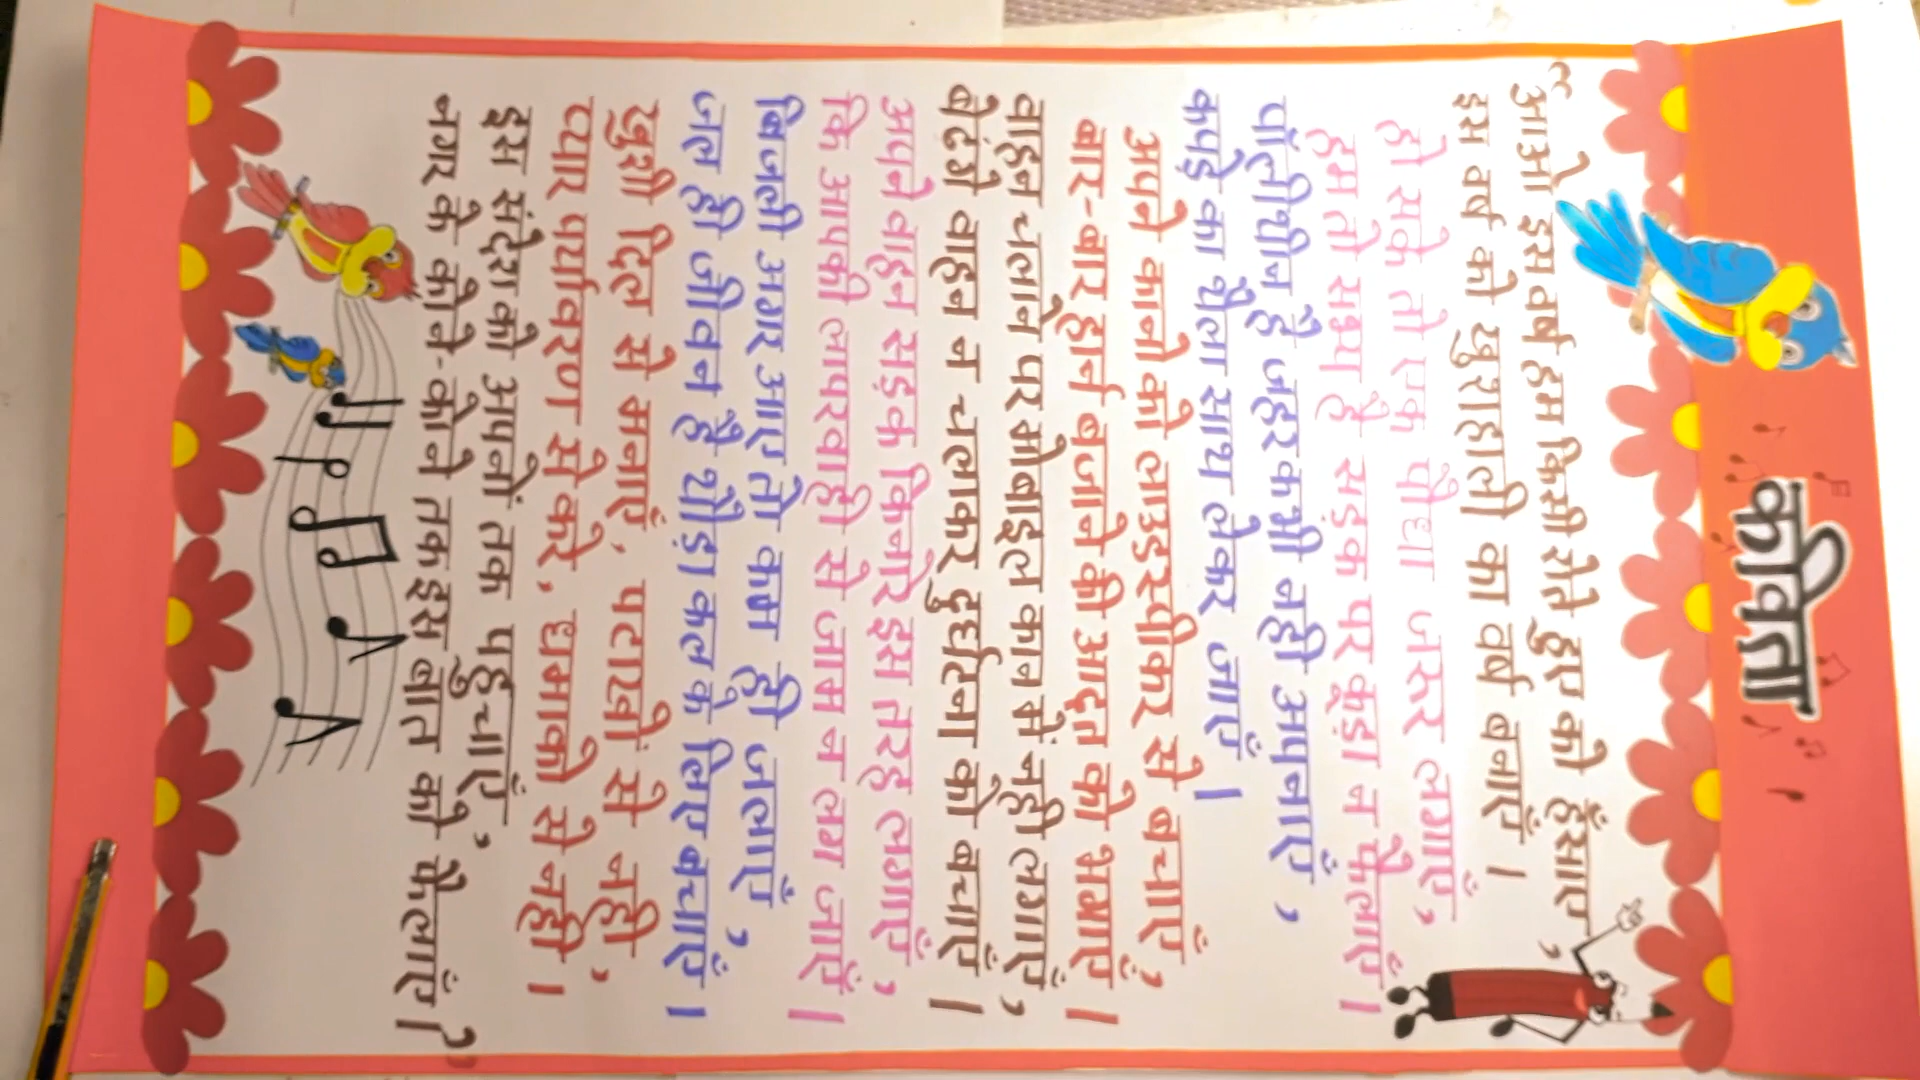 कविता
“आओ इस वर्ष हम किसी रोते हुए को हँसाएँ,
इस वर्ष को खुशहाली का वर्ष बनाएँ ।
हो सके तो एक पौधा जरूर लगाएँ,
हम तो सभ्य है सड़क पर कूड़ा न फैलाएँ ।
पॉलीथीन है जहर कभी नही अपनाएँ,
कपड़े का थैला साथ लेकर जाएँ ।
अपने कानो को लाउडस्पीकर से बचाएँ,
बार-बार हार्न बजाने की आदत को भगाएँ ।
वाहन चलाने पर मोबाइल कान में नही लगाएँ,
बेटंगे वाहन न चलाकर दुर्घटना को बचाएँ ।
अपने वाहन सड़क किनारे इस तरह लगाएँ,
कि आपकी लापरवाही से जाम न लग जाएँ ।
बिजली अगर आए तो कम ही जलाएँ,
जल ही जीवन है थोड़ा कल के लिए बचाएँ ।
खुशी दिल से मनाएँ, पटाखों से नही,
प्यार पर्यावरण से करे, धमाको से नही ।
इस संदेश को अपनों तक पहुँचाएँ,
नगर के कोने-कोने तक इस बात को फैलाएँ ।”